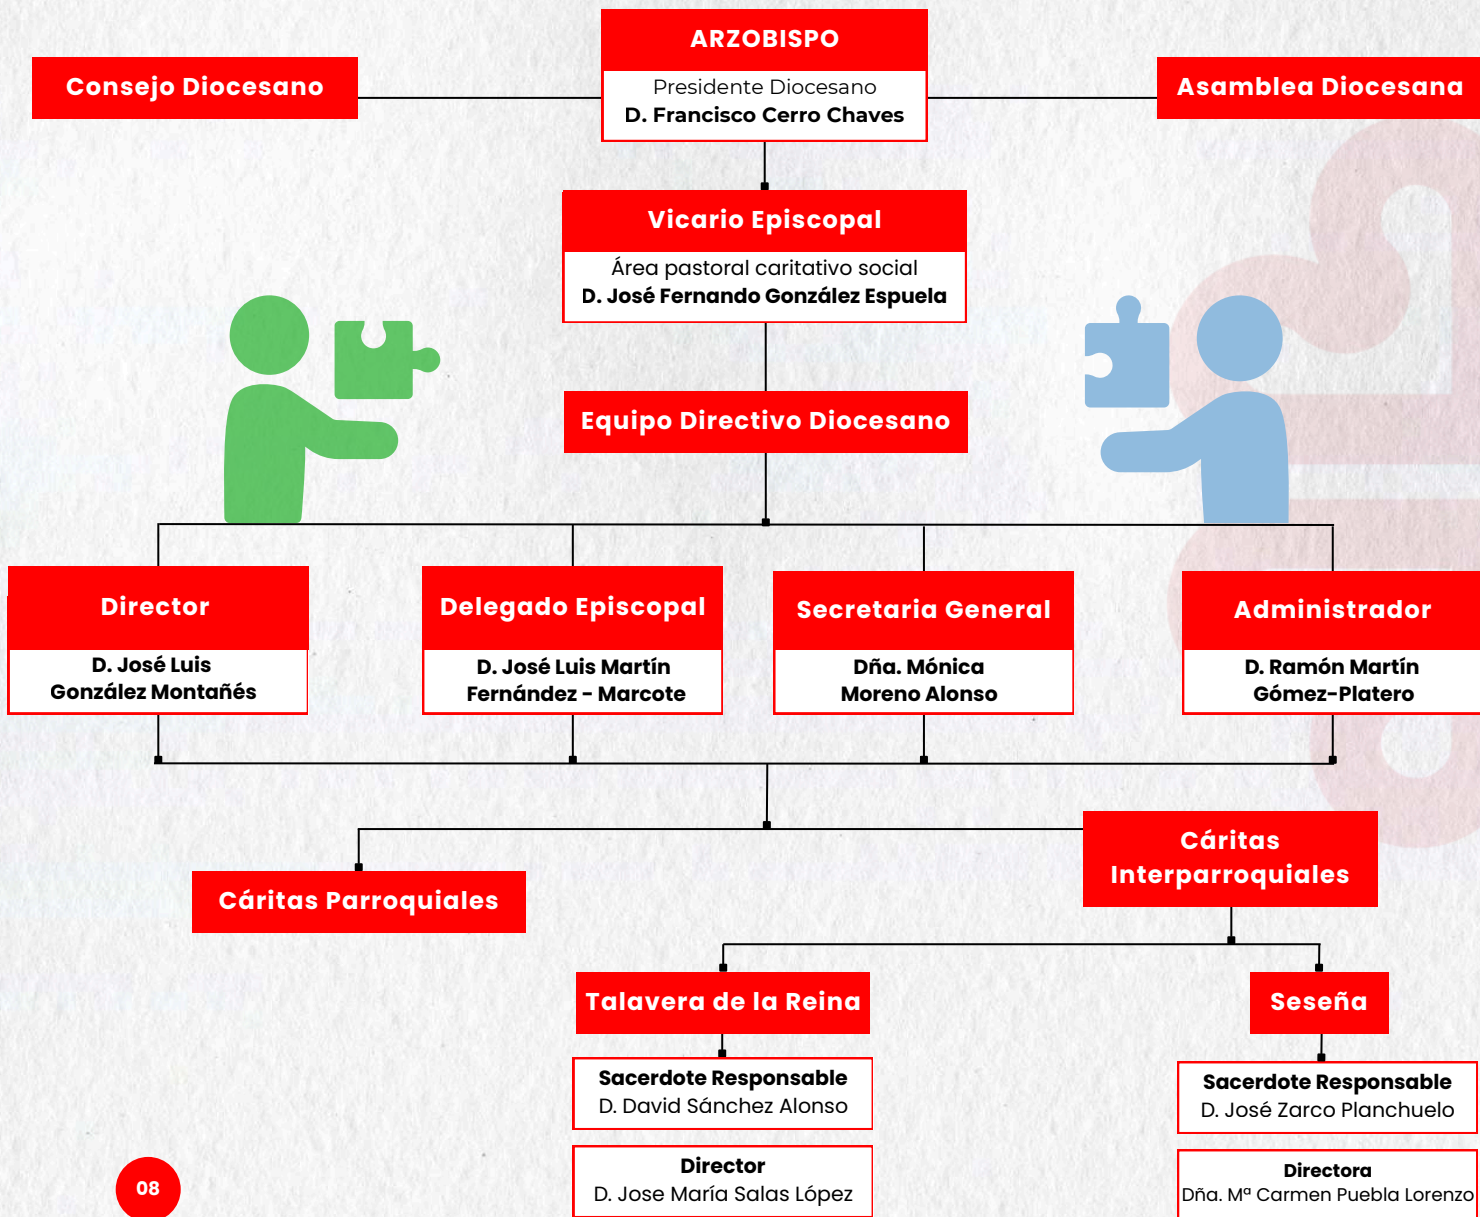 ARZOBISPO
Consejo Diocesano
Presidente Diocesano
D. Francisco Cerro Chaves
Asamblea Diocesana
Vicario Episcopal
Área pastoral caritativo social
D. José Fernando González Espuela
Equipo Directivo Diocesano
Director
D. José Luis
González Montañés
Delegado Episcopal
D. José Luis Martín
Fernández - Marcote
Secretaria General
Dña. Mónica
Moreno Alonso
Administrador
D. Ramón Martín
Gómez-Platero
Cáritas Parroquiales
Cáritas
Interparroquiales
Talavera de la Reina
Sacerdote Responsable
D. David Sánchez Alonso
Director
D. Jose María Salas López
Seseña
Sacerdote Responsable
D. José Zarco Planchuelo
Directora
Dña. Mª Carmen Puebla Lorenzo
08